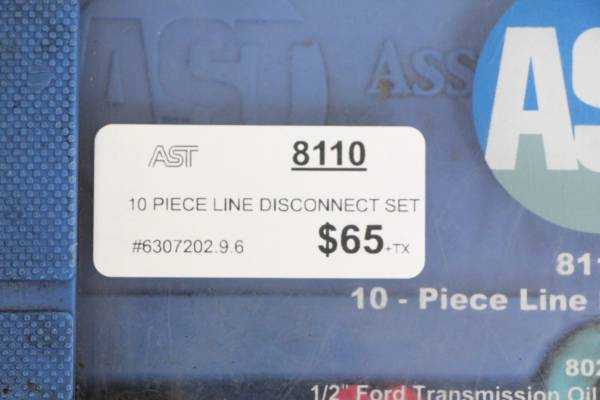 AST ASS
AS
AST 8110
10 PIECE LINE DISCONNECT SET
#6307202.9.6 $65+TX
811
10 - Piece Line
802
1/2" Ford Transmission Oil